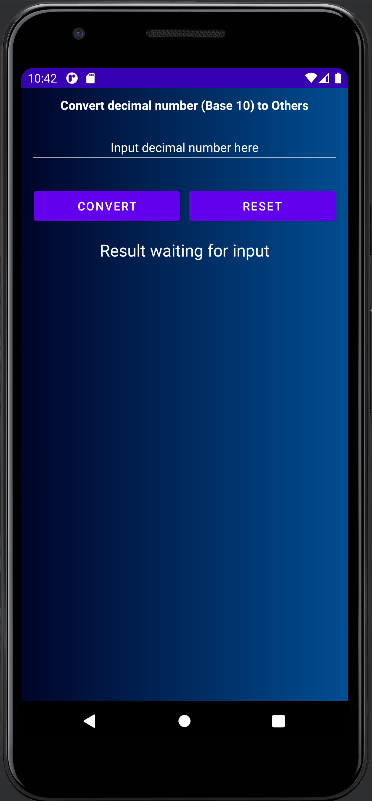 10:42
Convert decimal number (Base 10) to Others
Input decimal number here
CONVERT RESET
Result waiting for input